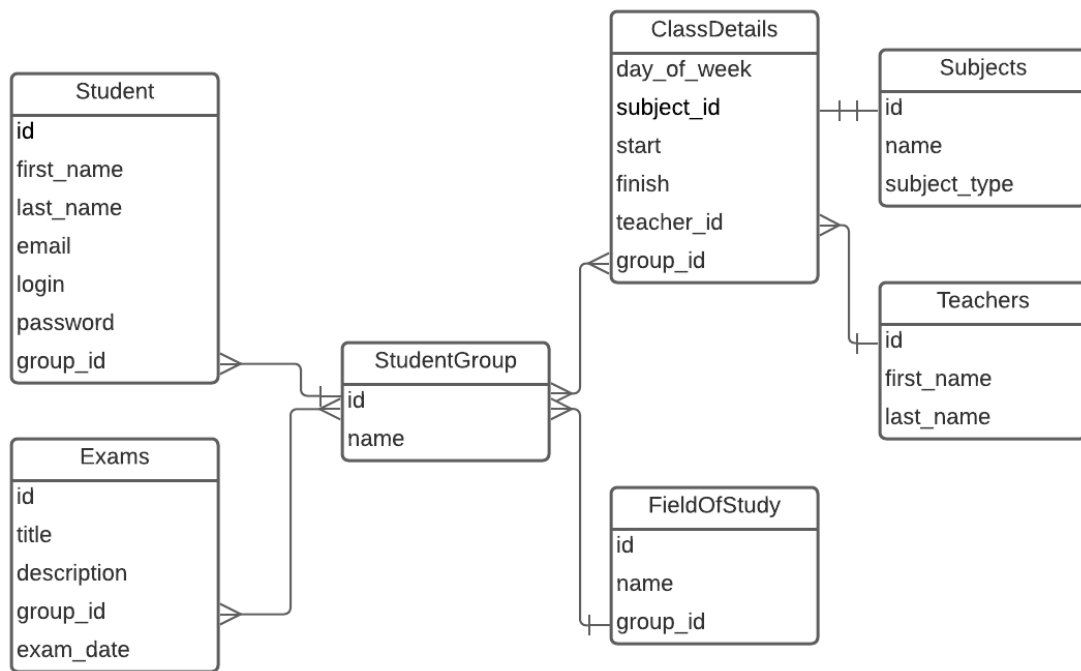 Student
id
first_name
last_name
email
login
password
group_id
Exams
id
title
description
group_id
exam_date
StudentGroup
id
name
ClassDetails
day_of_week
subject_id
start
finish
teacher_id
group_id
FieldOfStudy
id
name
group_id
Subjects
id
name
subject_type
Teachers
id
first_name
last_name